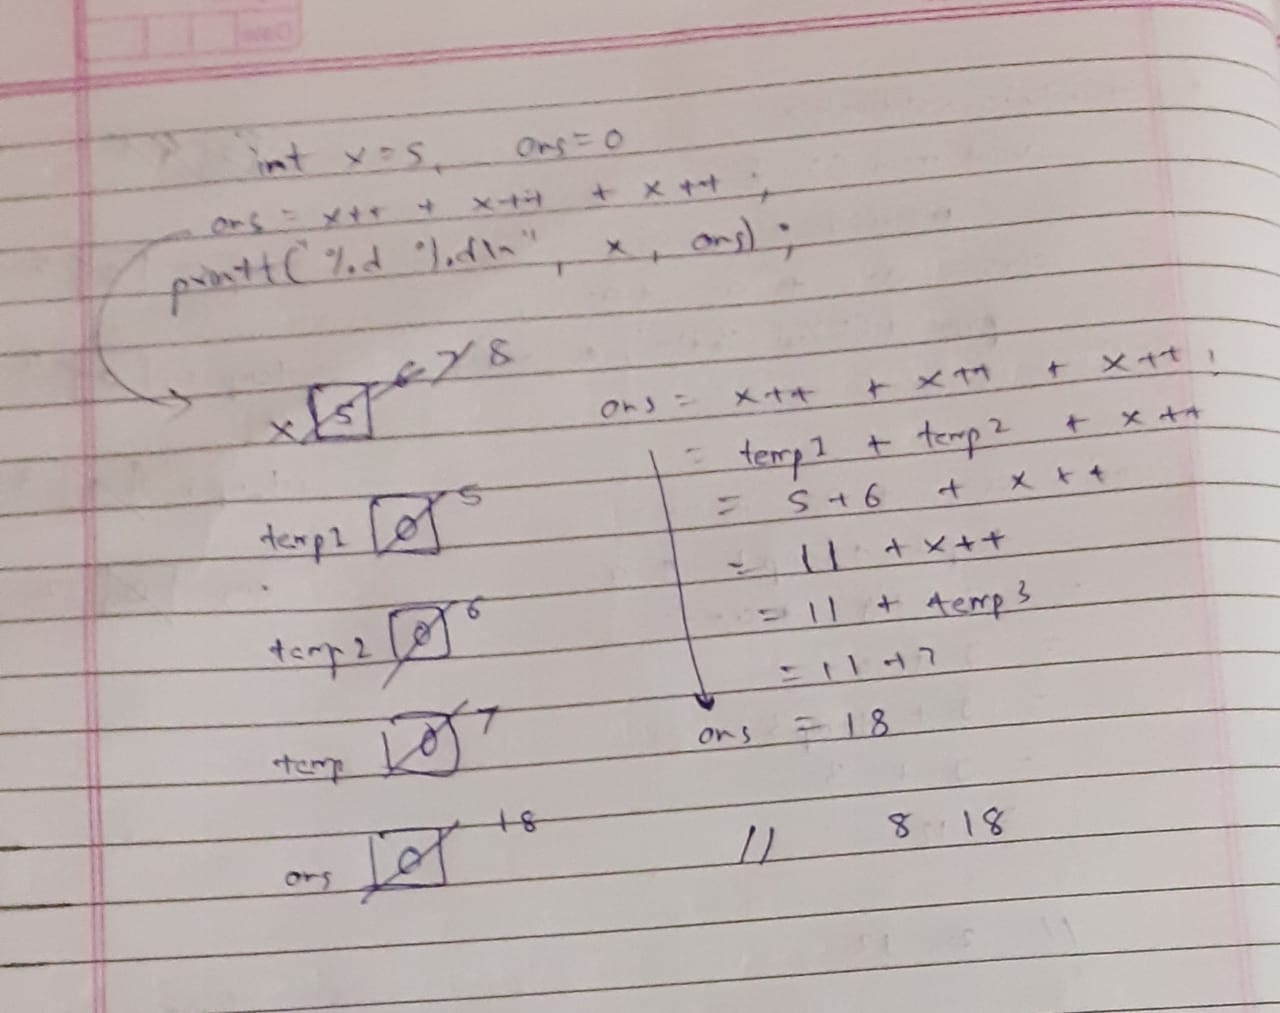 int x=5, ans=0
ans = x++ + x++ + x++ ;
printf("%d %d\n", x, ans) ;
x 5 6 7 8
ans = x++ + x++ + x++ ;
= temp1 + temp2 + x++
= 5+6 + x++
temp1 0 5
= 11 + x++
= 11 + temp3
temp2 0 6
= 11+7
ans = 18
temp 0 7
ans 0 18
// 8 18